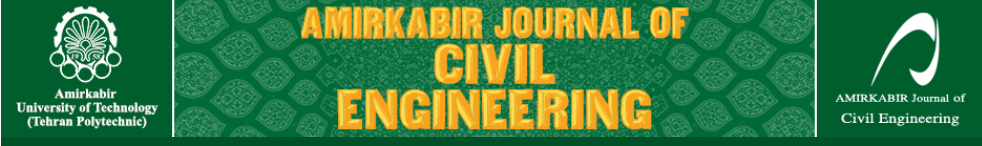 Amirkabir
University of Technology
(Tehran Polytechnic)
AMIRKABIR JOURNAL OF
CIVIL
ENGINEERING
AMIRKABIR Journal of
Civil Engineering